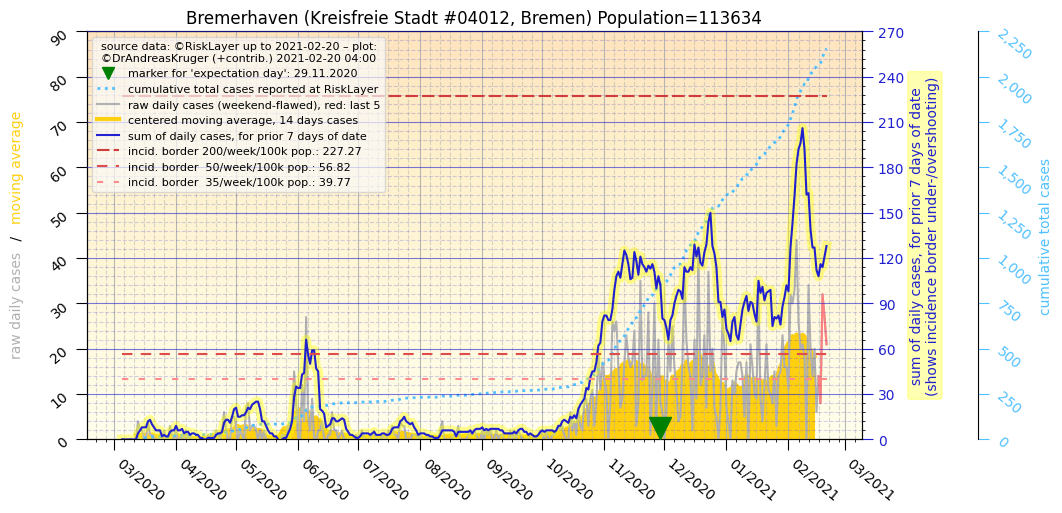 Bremerhaven (Kreisfreie Stadt #04012, Bremen) Population=113634
source data: ©RiskLayer up to 2021-02-20 – plot:
©DrAndreasKruger (+contrib.) 2021-02-20 04:00
marker for 'expectation day': 29.11.2020
cumulative total cases reported at RiskLayer
raw daily cases (weekend-flawed), red: last 5
centered moving average, 14 days cases
sum of daily cases, for prior 7 days of date
incid. border 200/week/100k pop.: 227.27
incid. border  50/week/100k pop.: 56.82
incid. border  35/week/100k pop.: 39.77
raw daily cases / moving average
90
80
70
60
50
40
30
20
10
0
270
240
210
180
150
120
90
60
30
0
sum of daily cases, for prior 7 days of date
(shows incidence border under-/overshooting)
2,250
2,000
1,750
1,500
1,250
1,000
750
500
250
0
cumulative total cases
03/2020
04/2020
05/2020
06/2020
07/2020
08/2020
09/2020
10/2020
11/2020
12/2020
01/2021
02/2021
03/2021